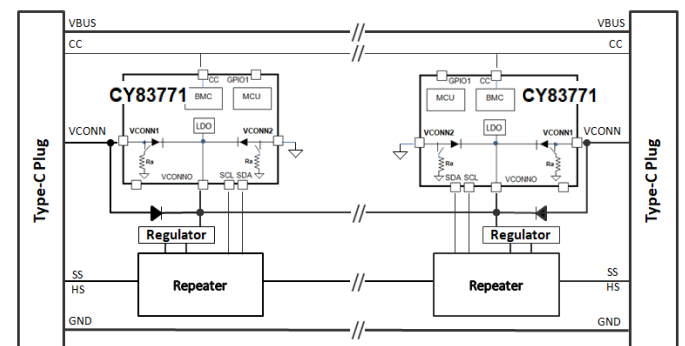 VBUS
VBUS
CC
CC
CC GPIO1
GPIO1 CC
CY83771
BMC
MCU
MCU
BMC
CY83771
LDO
LDO
VCONN
VCONN1
VCONN2
VCONN2
VCONN1
VCONN
Ra
Ra
Ra
Ra
Type-C Plug
Type-C Plug
VCONNO
SCL SDA
SDA SCL
VCONNO
Regulator
Regulator
SS
HS
Repeater
Repeater
SS
HS
GND
GND